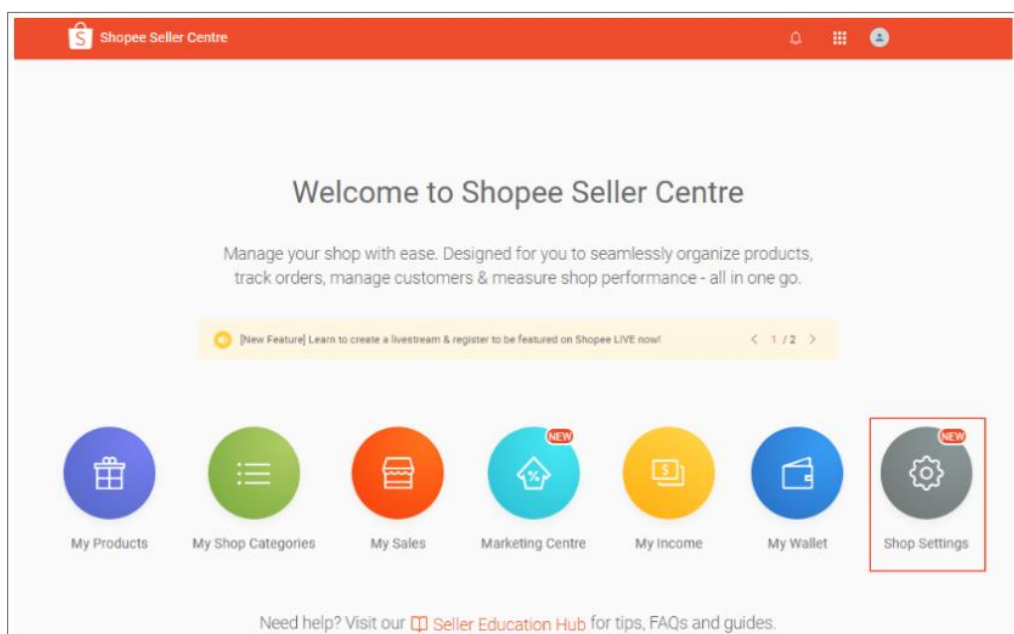 Shopee Seller Centre
Welcome to Shopee Seller Centre
Manage your shop with ease. Designed for you to seamlessly organize products,
track orders, manage customers & measure shop performance - all in one go.
[New Feature] Learn to create a livestream & register to be featured on Shopee LIVE now!
< 1 / 2 >
NEW
NEW
My Products
My Shop Categories
My Sales
Marketing Centre
My Income
My Wallet
Shop Settings
Need help? Visit our Seller Education Hub for tips, FAQs and guides.